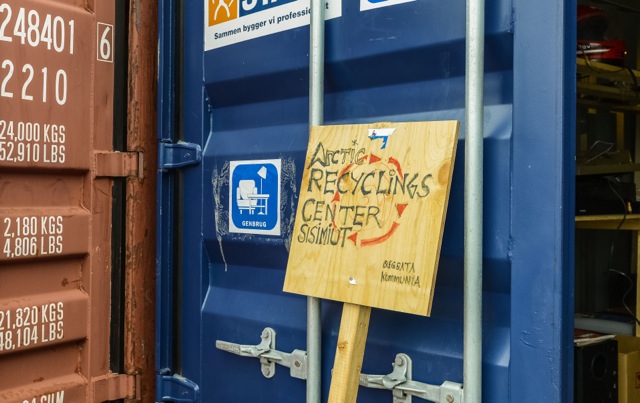 248401
6
2210
24,000 KGS
52,910 LBS
2,180 KGS
4,806 LBS
21,820 KGS
48,104 LBS
Sammen bygger vi
GENBRUG
ARCTIC
RECYCLINGS
CENTER
SISIMIUT
KOMMUNIA